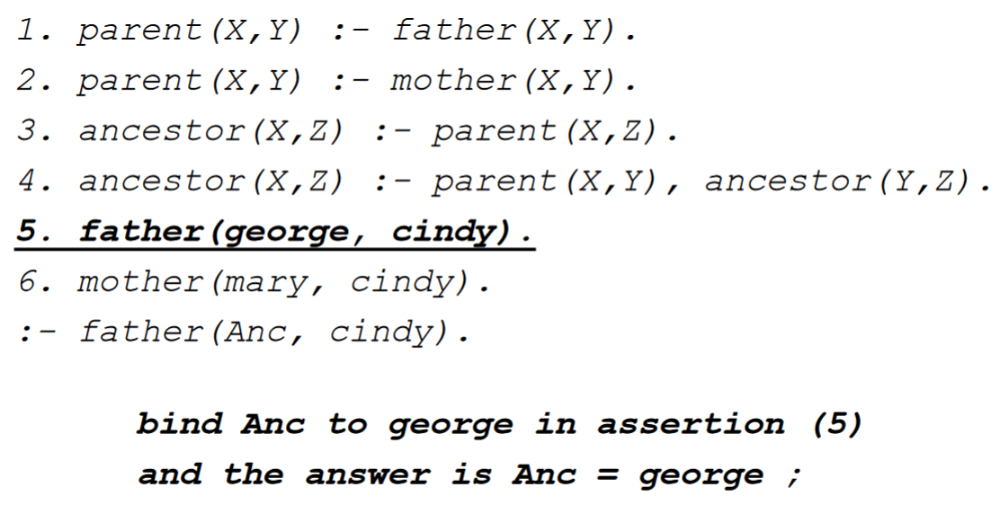 1. parent(X,Y) :- father(X,Y).
2. parent(X,Y) :- mother(X,Y).
3. ancestor(X,Z) :- parent(X,Z).
4. ancestor(X,Z) :- parent(X,Y), ancestor(Y,Z).
5. father(george, cindy).
6. mother(mary, cindy).
:- father(Anc, cindy).
bind Anc to george in assertion (5)
and the answer is Anc = george ;